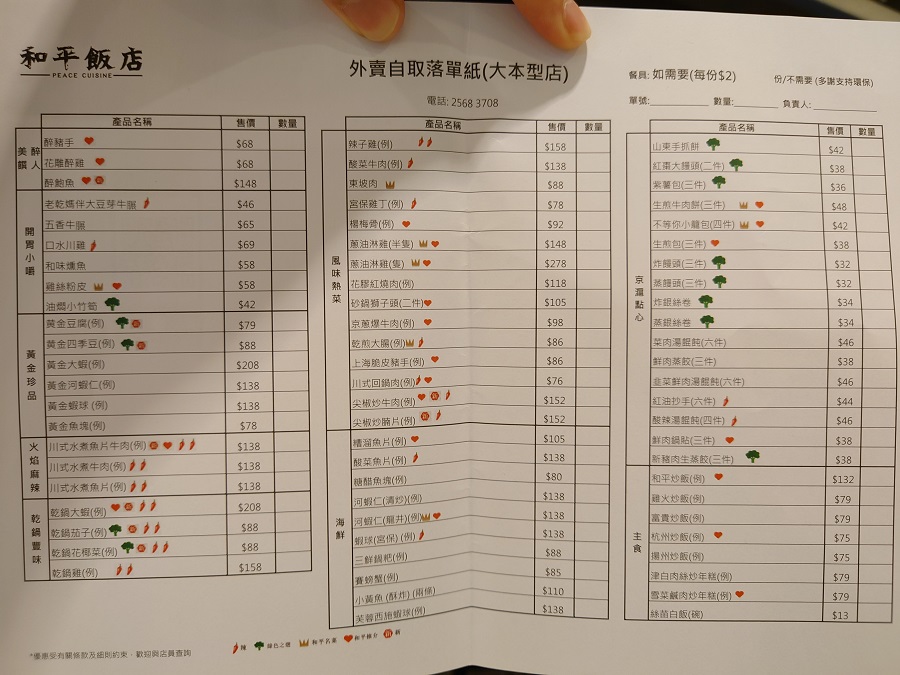 和平飯店
PEACE CUISINE
外賣自取落單紙(大本型店)
電話: 2568 3708
餐具: 如需要(每份$2) 份/不需要 (多謝支持環保)
單號: 數量: 負責人:
產品名稱 售價 數量
醉人美饌
醉豬手 $68
花雕醉雞 $68
醉鮑魚 新 $148
開胃小嚐
老乾媽伴大豆芽牛𦟌 $46
五香牛𦟌 $65
口水川雞 $69
和味燻魚 $58
雞絲粉皮 $58
油燜小竹筍 $42
黃金珍品
黃金豆腐(例) 新 $79
黃金四季豆(例) 新 $88
黃金大蝦(例) $208
黃金河蝦仁(例) $138
黃金蝦球 (例) $138
黃金魚塊(例) $78
火焰麻辣
川式水煮魚片牛肉(例) 新 $138
川式水煮牛肉(例) $138
川式水煮魚片(例) $138
乾鍋豐味
乾鍋大蝦(例) 新 $208
乾鍋茄子(例) 新 $88
乾鍋花椰菜(例) 新 $88
乾鍋雞(例) $158
產品名稱 售價 數量
風味熱菜
辣子雞(例) $158
酸菜牛肉(例) $138
東坡肉 $88
宮保雞丁(例) $78
楊梅骨(例) $92
蔥油淋雞(半隻) $148
蔥油淋雞(隻) $278
花膠紅燒肉(例) $118
砂鍋獅子頭(二件) $105
京蔥爆牛肉(例) $98
乾煎大腸(例) $86
上海脆皮豬手(例) $86
川式回鍋肉(例) $76
尖椒炒牛肉(例) 新 $152
尖椒炒腩片(例) 新 $152
海鮮
糟溜魚片(例) $105
酸菜魚片(例) $138
糖醋魚塊(例) $80
河蝦仁(清炒)(例) $138
河蝦仁(龍井)(例) $138
蝦球(宮保) (例) $138
三鮮鍋粑(例) $88
賽螃蟹(例) $85
小黃魚 (酥炸) (兩條) $110
芙蓉西施蝦球(例) $138
產品名稱 售價 數量
京滬點心
山東手抓餅 $42
紅棗大饅頭(二件) $38
紫薯包(三件) $36
生煎牛肉餅(三件) $48
不等你小籠包(四件) $42
生煎包(三件) $38
炸饅頭(三件) $32
蒸饅頭(三件) $32
炸銀絲卷 $34
蒸銀絲卷 $34
菜肉湯餛飩(六件) $46
鮮肉蒸餃(三件) $38
韭菜鮮肉湯餛飩(六件) $46
紅油抄手(六件) $44
酸辣湯餛飩(四件) $46
鮮肉鍋貼(三件) $38
新豬肉生蒸餃(三件) $38
主食
和平炒飯(例) $132
雞火炒飯(例) $79
富貴炒飯(例) $79
杭州炒飯(例) $75
揚州炒飯(例) $75
津白肉絲炒年糕(例) $79
雪菜鹹肉炒年糕(例) $79
絲苗白飯(碗) $13
辣 綠色之選 和平名菜 和平推介 新 新
*優惠受有關條款及細則約束，歡迎與店員查詢